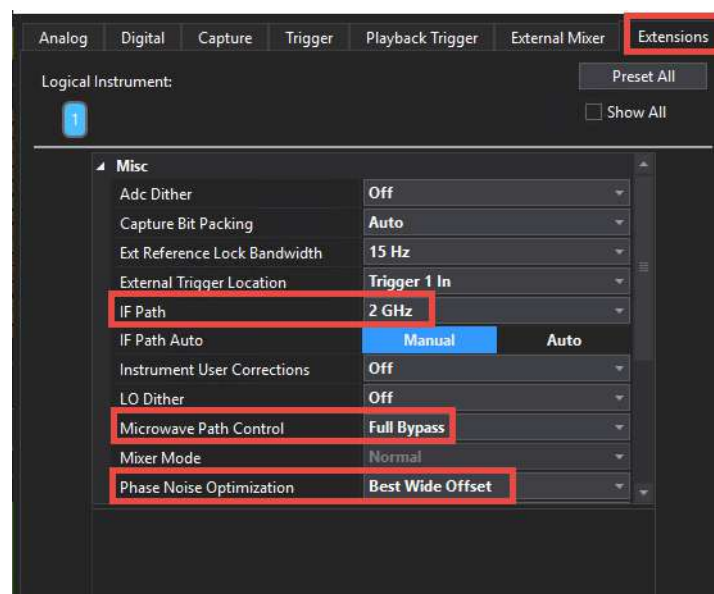 Analog Digital Capture Trigger Playback Trigger External Mixer Extensions
Logical Instrument: Preset All
1 Show All
Misc
Adc Dither Off
Capture Bit Packing Auto
Ext Reference Lock Bandwidth 15 Hz
External Trigger Location Trigger 1 In
IF Path 2 GHz
IF Path Auto Manual Auto
Instrument User Corrections Off
LO Dither Off
Microwave Path Control Full Bypass
Mixer Mode Normal
Phase Noise Optimization Best Wide Offset